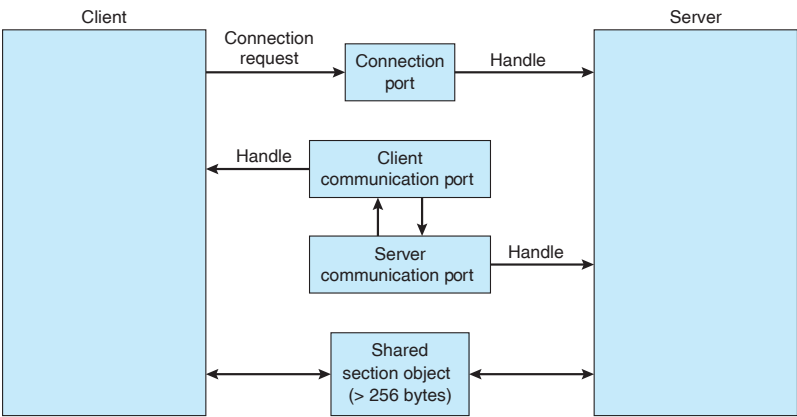 Client
Server
Connection
request
Connection
port
Handle
Handle
Client
communication port
Server
communication port
Handle
Shared
section object
(> 256 bytes)